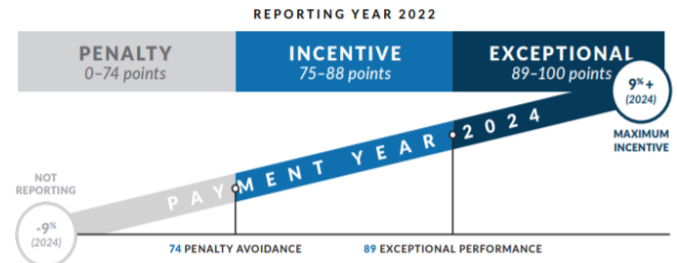 REPORTING YEAR 2022
PENALTY
0–74 points
INCENTIVE
75–88 points
EXCEPTIONAL
89–100 points
9%+
(2024)
MAXIMUM
INCENTIVE
PAYMENT YEAR 2024
NOT
REPORTING
-9%
(2024)
74 PENALTY AVOIDANCE
89 EXCEPTIONAL PERFORMANCE